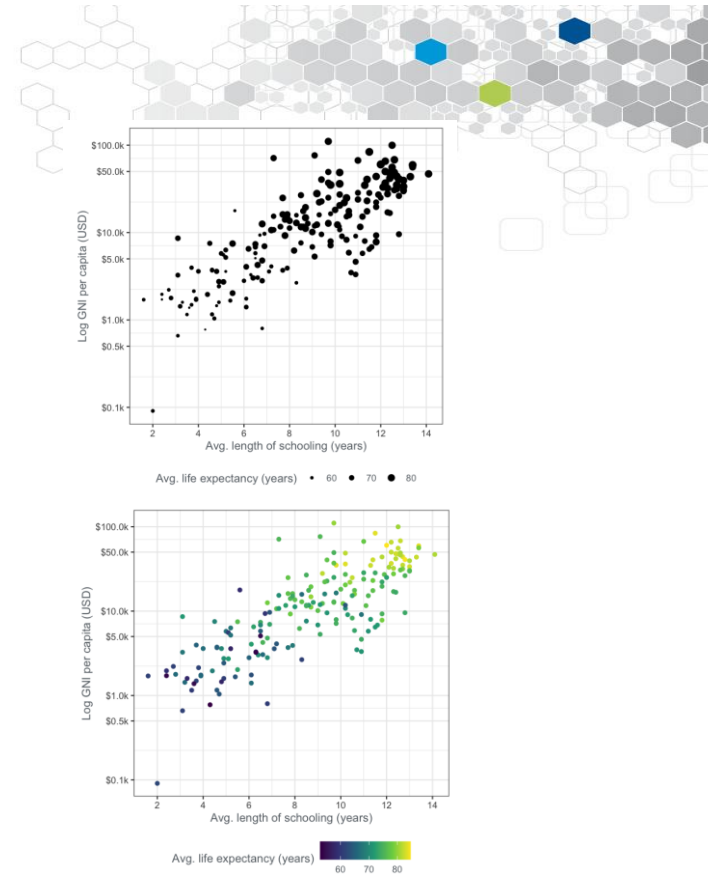 $100.0k
$50.0k
$10.0k
$5.0k
$1.0k
$0.5k
$0.1k
Log GNI per capita (USD)
2 4 6 8 10 12 14
Avg. length of schooling (years)
Avg. life expectancy (years) 60 70 80
$100.0k
$50.0k
$10.0k
$5.0k
$1.0k
$0.5k
$0.1k
Log GNI per capita (USD)
2 4 6 8 10 12 14
Avg. length of schooling (years)
Avg. life expectancy (years)
60 70 80